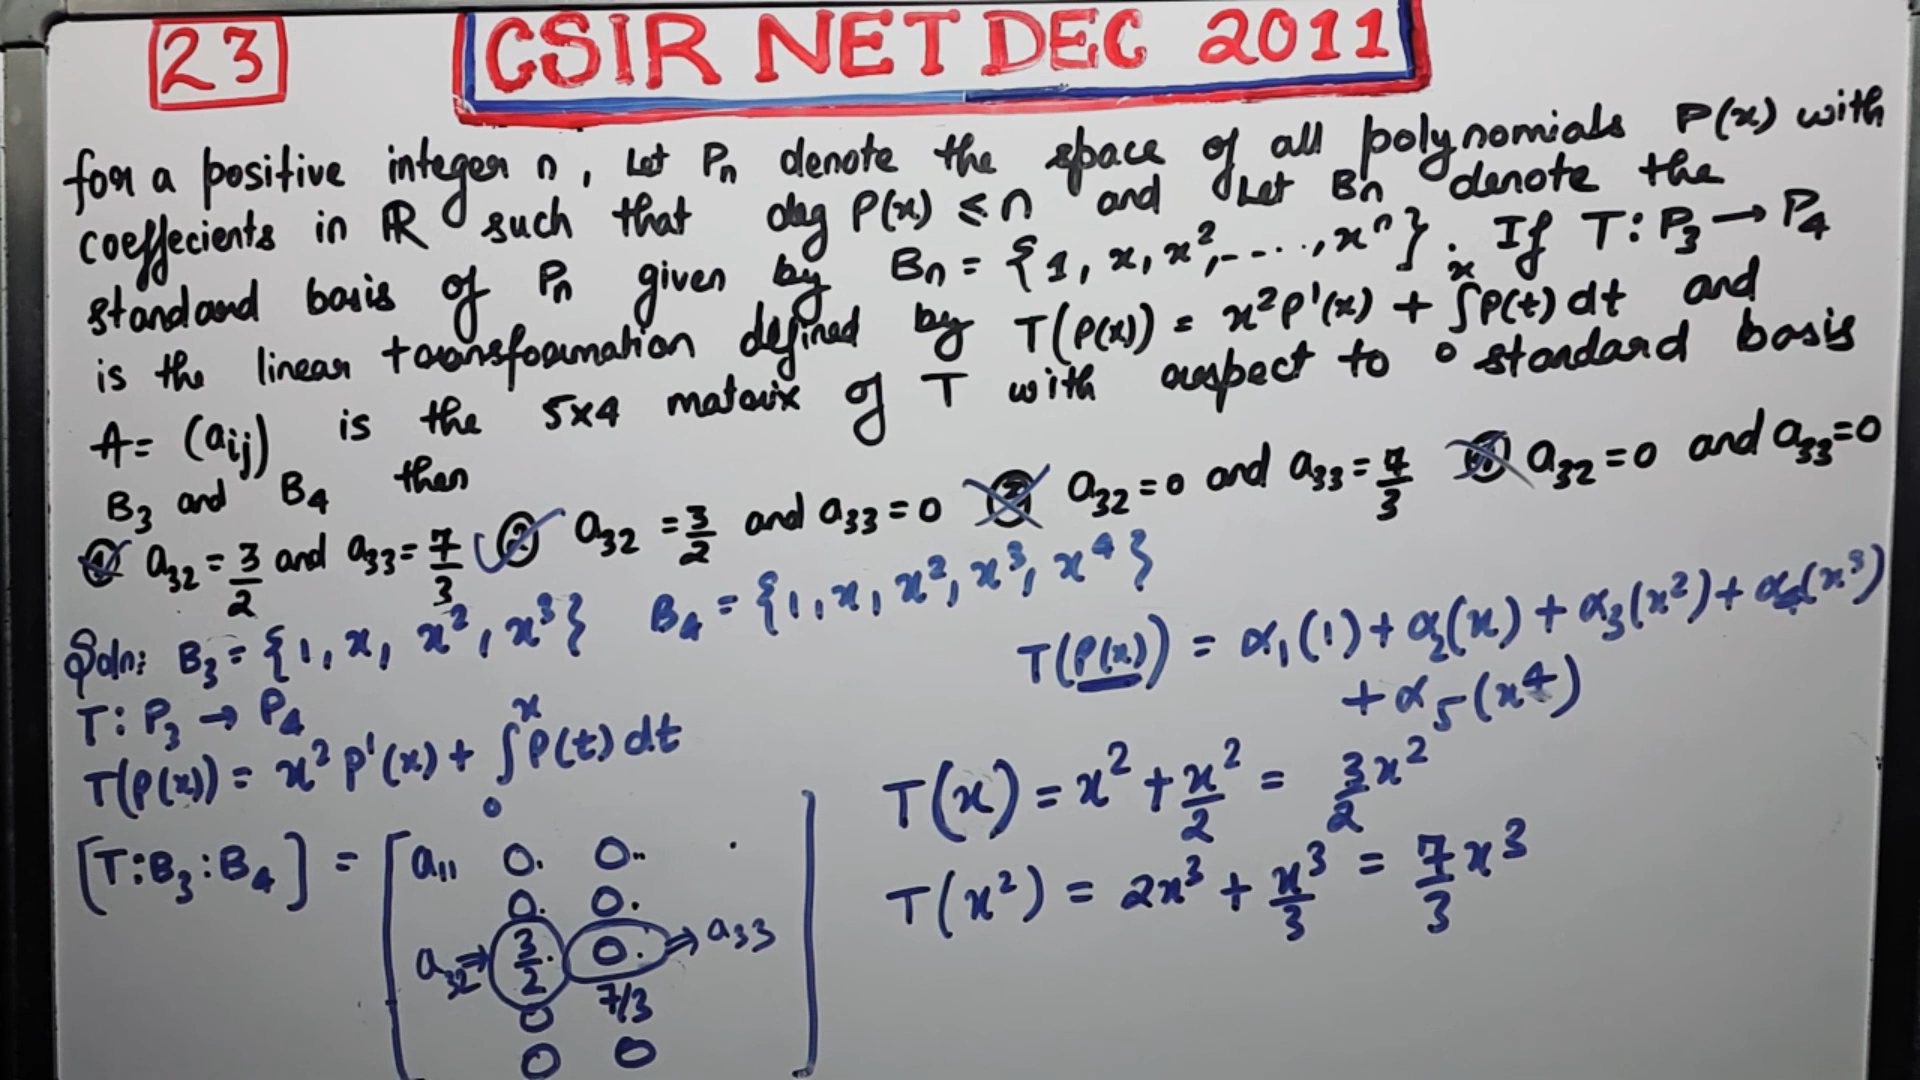 23
CSIR NET DEC 2011
for a positive integer n, Let Pn denote the space of all polynomials P(x) with
coeffecients in R such that deg P(x) ≤ n and Let Bn denote the
standard basis of Pn given by Bn = {1, x, x², - - . . , xⁿ}. If T: P₃ → P₄
is the linear transformation defined by T(P(x)) = x²P'(x) + ∫₀ˣ P(t) dt and
A = (aij) is the 5x4 matrix of T with respect to standard basis
B₃ and B₄ then
① a₃₂ = 3/2 and a₃₃ = 7/3 ② a₃₂ = 3/2 and a₃₃ = 0 ③ a₃₂ = 0 and a₃₃ = 7/3 ④ a₃₂ = 0 and a₃₃ = 0
Soln: B₃ = {1, x, x², x³} B₄ = {1, x, x², x³, x⁴}
T: P₃ → P₄
T(P(x)) = x² P'(x) + ∫₀ˣ P(t) dt
[T: B₃: B₄] = [
a₁₁ 0. 0.. .
0. 0.
a₃₂ ⇒ 3/2. 0. ⇒ a₃₃
0 7/3
0 0
]
T(P(x)) = α₁(1) + α₂(x) + α₃(x²) + α₄(x³)
+ α₅(x⁴)
T(x) = x² + x²/2 = 3/2 x²
T(x²) = 2x³ + x³/3 = 7/3 x³